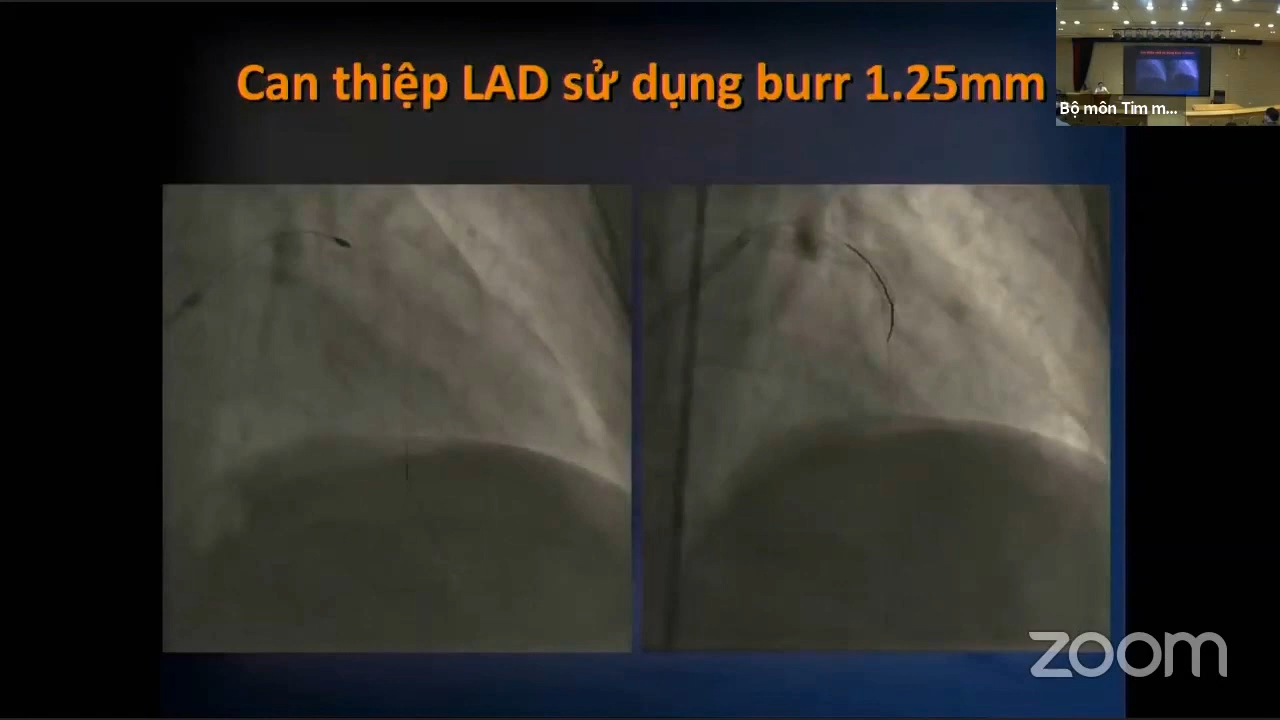 Can thiệp LAD sử dụng burr 1.25mm
Bộ môn Tim m...
zoom